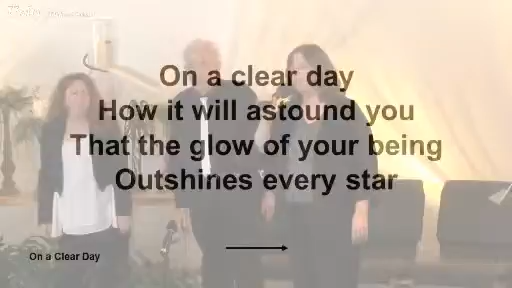 On a clear day
How it will astound you
That the glow of your being
Outshines every star
On a Clear Day